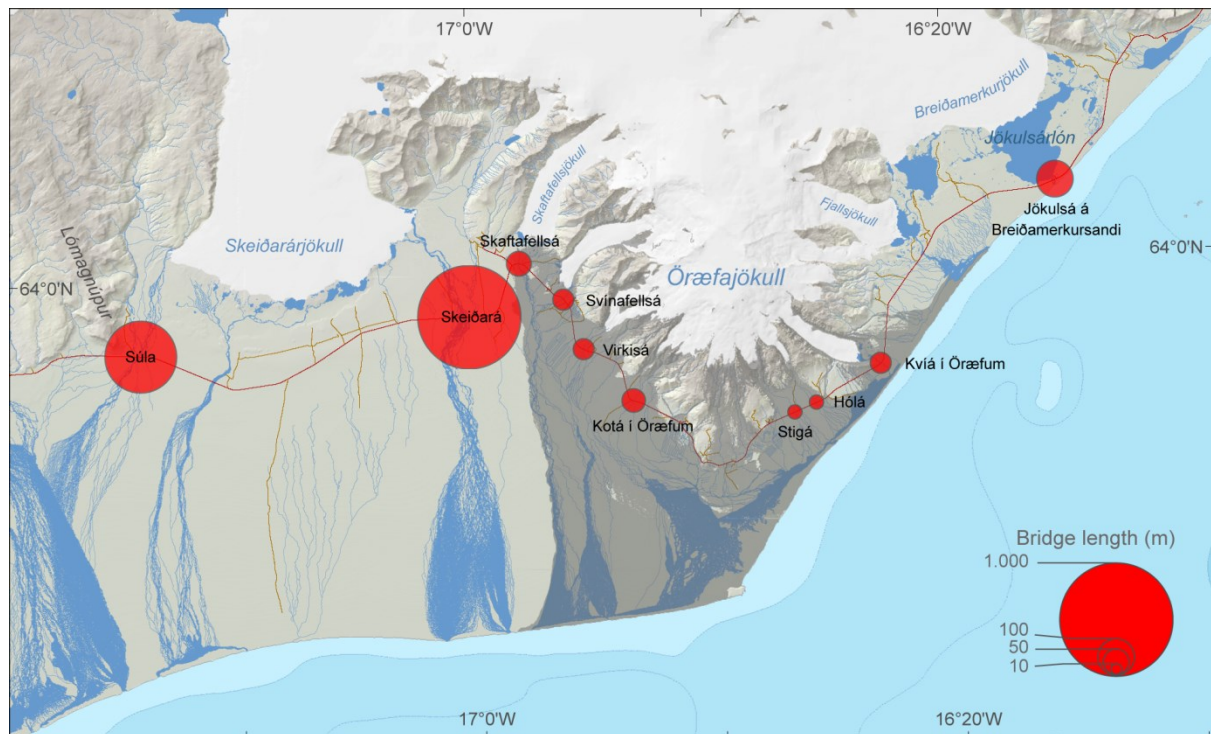 17°0'W
16°20'W
Breiðamerkurjökull
Jökulsárlón
Skaftafellsjökull
Fjallsjökull
Jökulsá á
Breiðamerkursandi
Lómagnúpur
Skeiðarárjökull
Skaftafellsá
Öræfajökull
64°0'N
64°0'N
Svínafellsá
Skeiðará
Súla
Virkisá
Kvíá í Öræfum
Hólá
Kotá í Öræfum
Stigá
Bridge length (m)
1.000
100
50
10
17°0'W
16°20'W